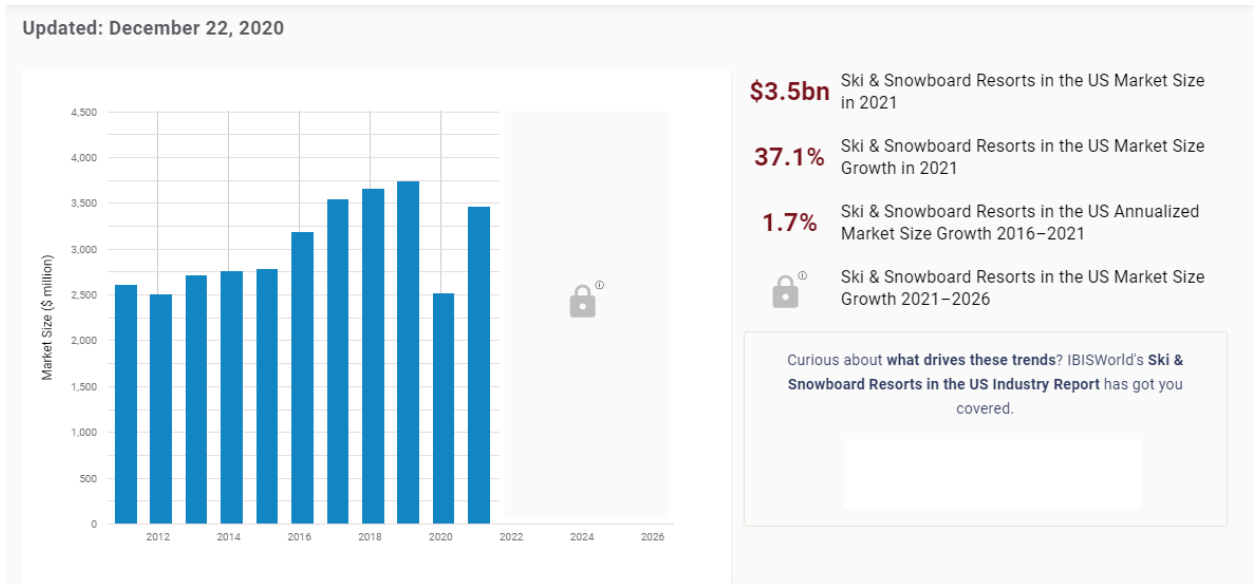 Updated: December 22, 2020
4,500
4,000
3,500
3,000
2,500
2,000
1,500
1,000
500
0
Market Size ($ million)
2012 2014 2016 2018 2020 2022 2024 2026
$3.5bn
Ski & Snowboard Resorts in the US Market Size
in 2021
37.1%
Ski & Snowboard Resorts in the US Market Size
Growth in 2021
1.7%
Ski & Snowboard Resorts in the US Annualized
Market Size Growth 2016–2021
Ski & Snowboard Resorts in the US Market Size
Growth 2021–2026
Curious about what drives these trends? IBISWorld's Ski &
Snowboard Resorts in the US Industry Report has got you
covered.